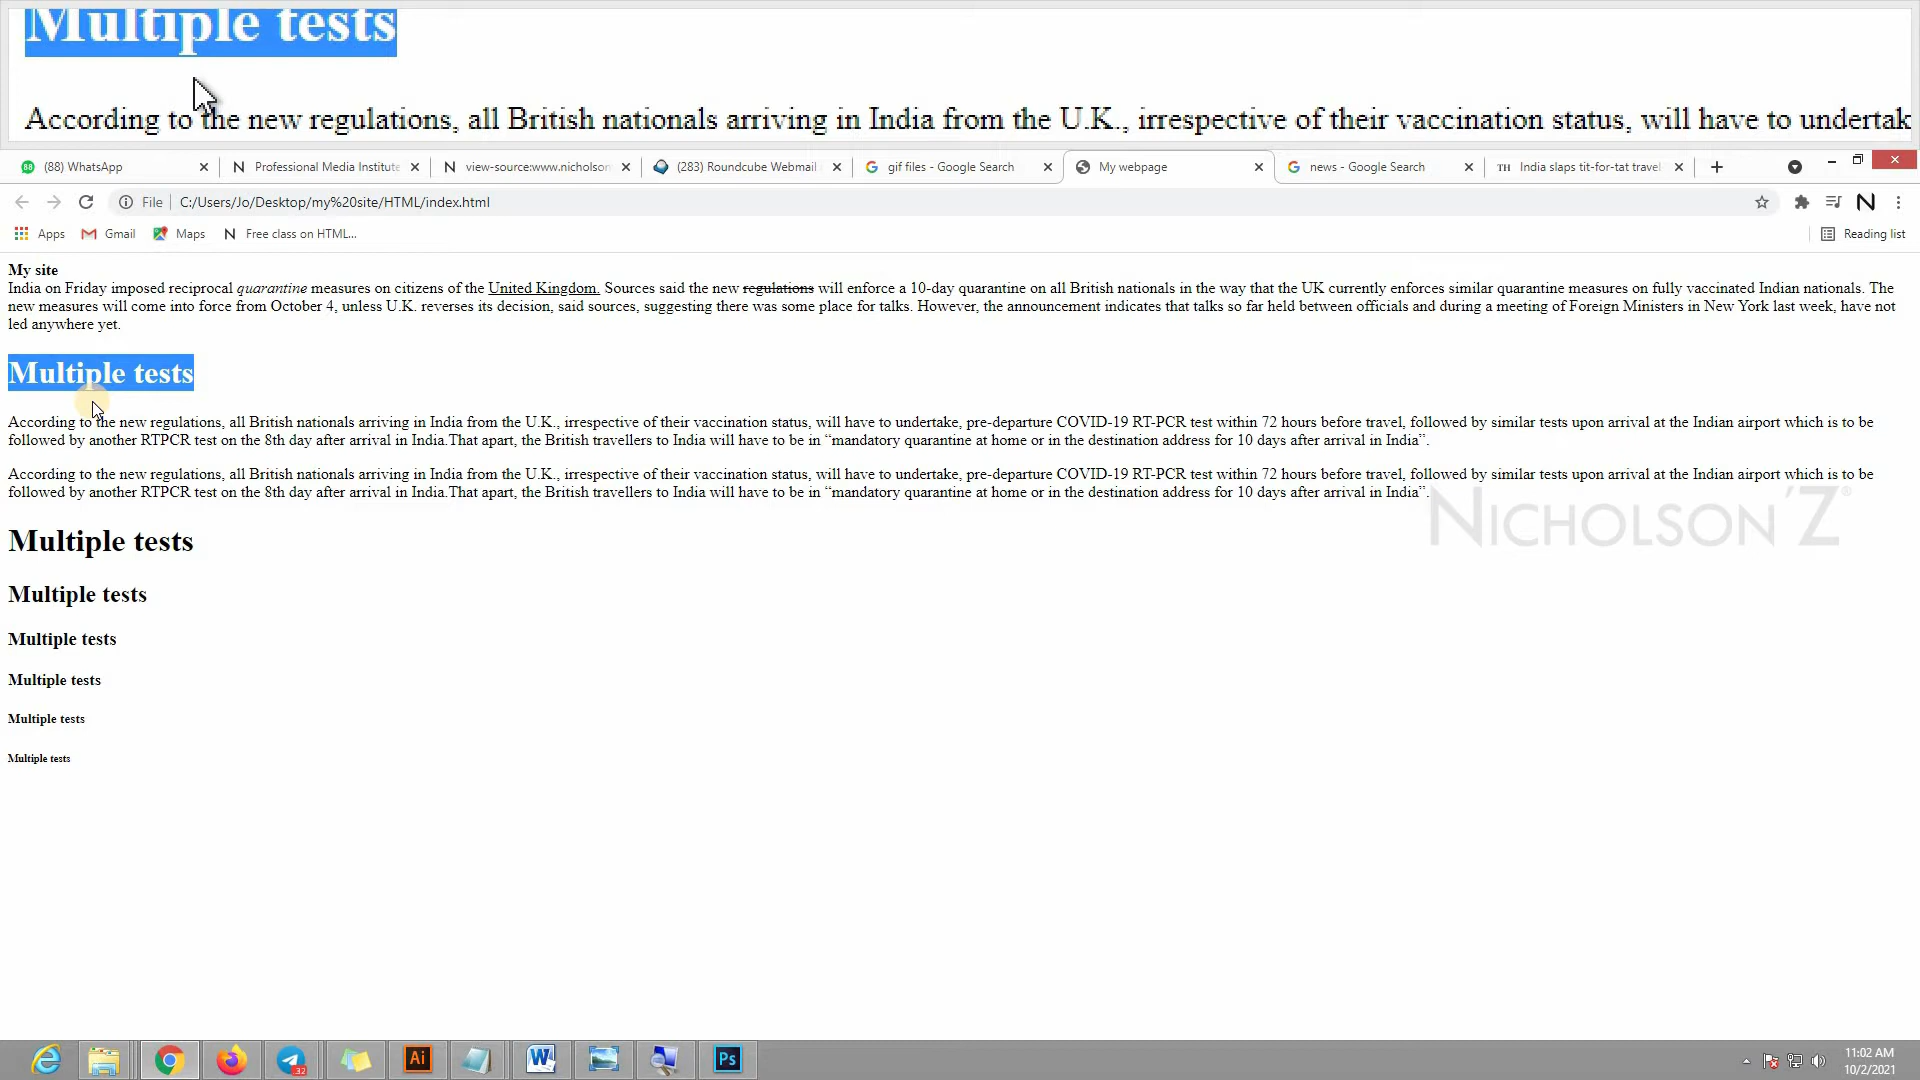 Multiple tests
According to the new regulations, all British nationals arriving in India from the U.K., irrespective of their vaccination status, will have to undertak
(88) WhatsApp
Professional Media Institute
view-source:www.nicholson
(283) Roundcube Webmail
gif files - Google Search
My webpage
news - Google Search
TH India slaps tit-for-tat travel
File C:/Users/Jo/Desktop/my%20site/HTML/index.html
Apps Gmail Maps N Free class on HTML... Reading list
My site
India on Friday imposed reciprocal quarantine measures on citizens of the United Kingdom. Sources said the new regulations will enforce a 10-day quarantine on all British nationals in the way that the UK currently enforces similar quarantine measures on fully vaccinated Indian nationals. The
new measures will come into force from October 4, unless U.K. reverses its decision, said sources, suggesting there was some place for talks. However, the announcement indicates that talks so far held between officials and during a meeting of Foreign Ministers in New York last week, have not
led anywhere yet.
Multiple tests
According to the new regulations, all British nationals arriving in India from the U.K., irrespective of their vaccination status, will have to undertake, pre-departure COVID-19 RT-PCR test within 72 hours before travel, followed by similar tests upon arrival at the Indian airport which is to be
followed by another RTPCR test on the 8th day after arrival in India.That apart, the British travellers to India will have to be in “mandatory quarantine at home or in the destination address for 10 days after arrival in India”.
According to the new regulations, all British nationals arriving in India from the U.K., irrespective of their vaccination status, will have to undertake, pre-departure COVID-19 RT-PCR test within 72 hours before travel, followed by similar tests upon arrival at the Indian airport which is to be
followed by another RTPCR test on the 8th day after arrival in India.That apart, the British travellers to India will have to be in “mandatory quarantine at home or in the destination address for 10 days after arrival in India”.
NICHOLSON'Z®
Multiple tests
Multiple tests
Multiple tests
Multiple tests
Multiple tests
Multiple tests
32
Ai
W
Ps
11:02 AM
10/2/2021